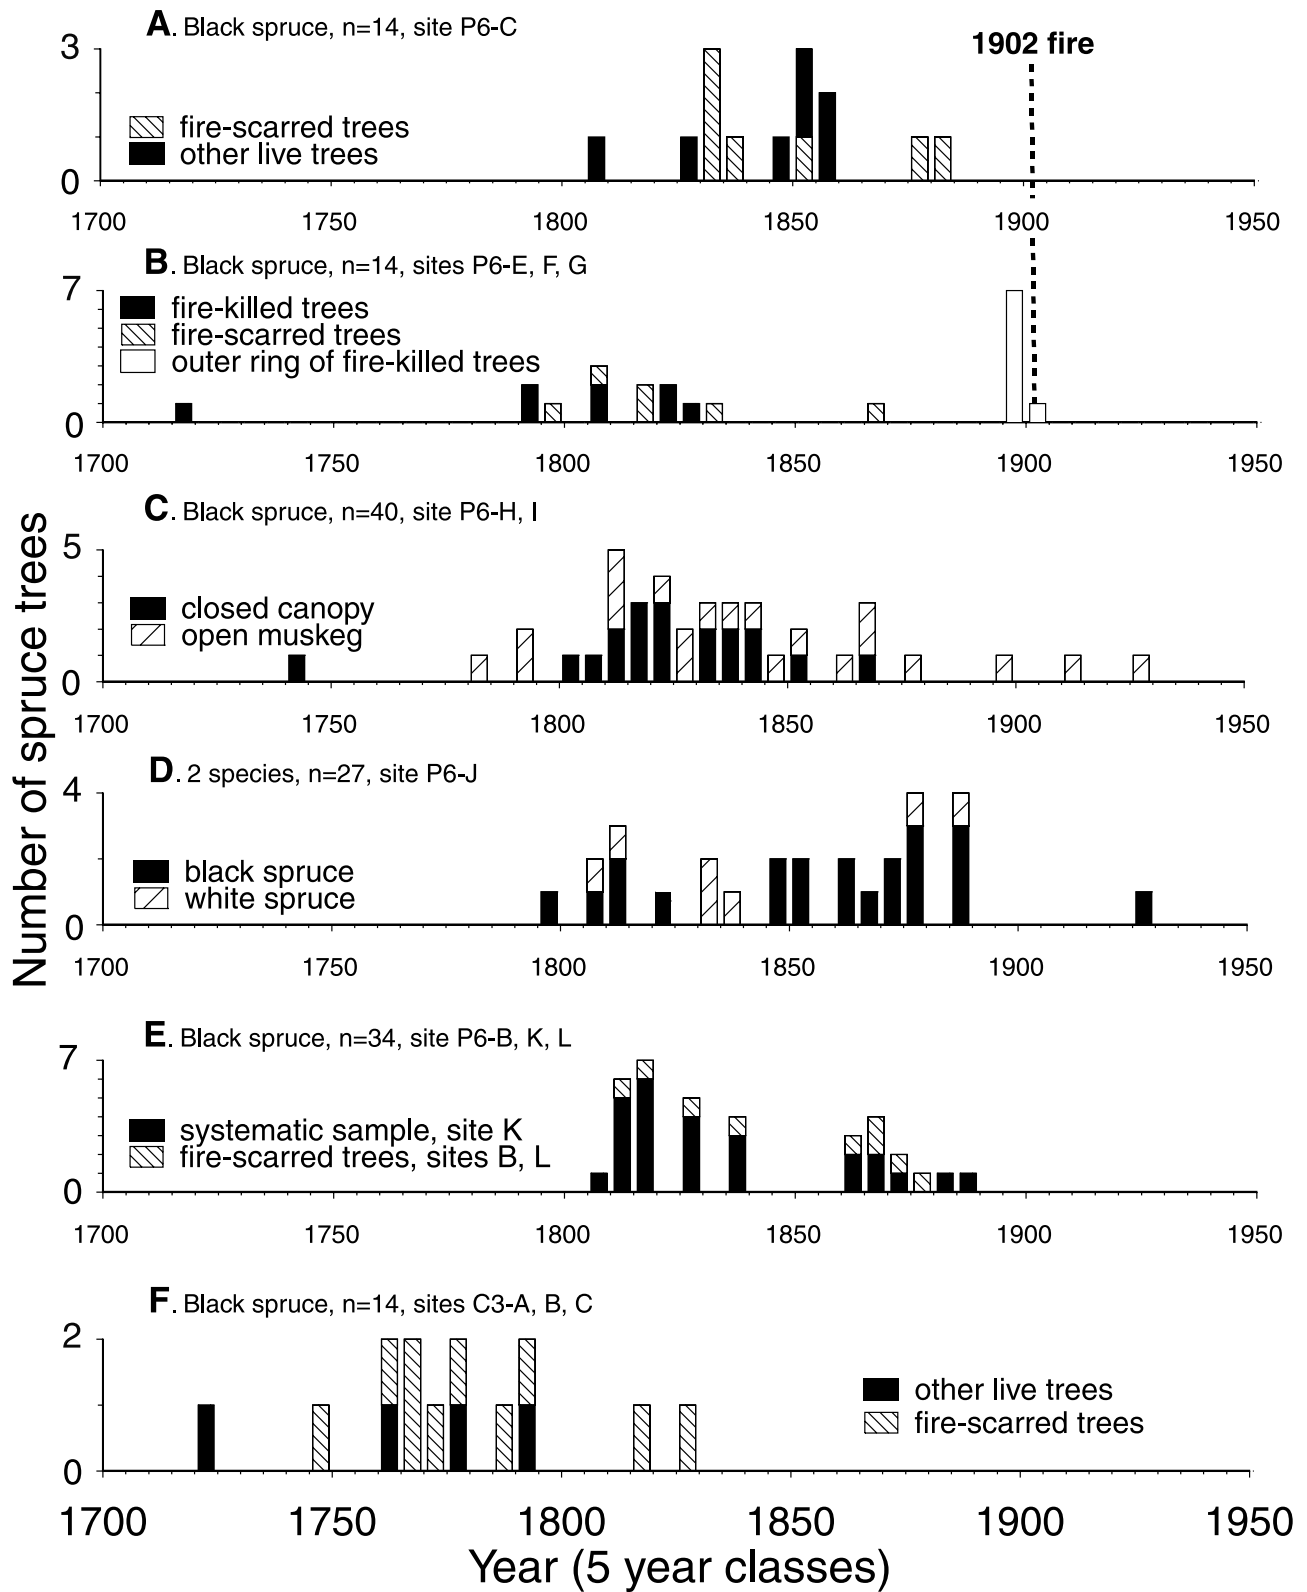 A. Black spruce, n=14, site P6-C
3
1902 fire
fire-scarred trees
other live trees
0
1700 1750 1800 1850 1900 1950
B. Black spruce, n=14, sites P6-E, F, G
7
fire-killed trees
fire-scarred trees
outer ring of fire-killed trees
0
1700 1750 1800 1850 1900 1950
C. Black spruce, n=40, site P6-H, I
5
closed canopy
open muskeg
0
1700 1750 1800 1850 1900 1950
Number of spruce trees
D. 2 species, n=27, site P6-J
4
black spruce
white spruce
0
1700 1750 1800 1850 1900 1950
E. Black spruce, n=34, site P6-B, K, L
7
systematic sample, site K
fire-scarred trees, sites B, L
0
1700 1750 1800 1850 1900 1950
F. Black spruce, n=14, sites C3-A, B, C
2
other live trees
fire-scarred trees
0
1700 1750 1800 1850 1900 1950
Year (5 year classes)